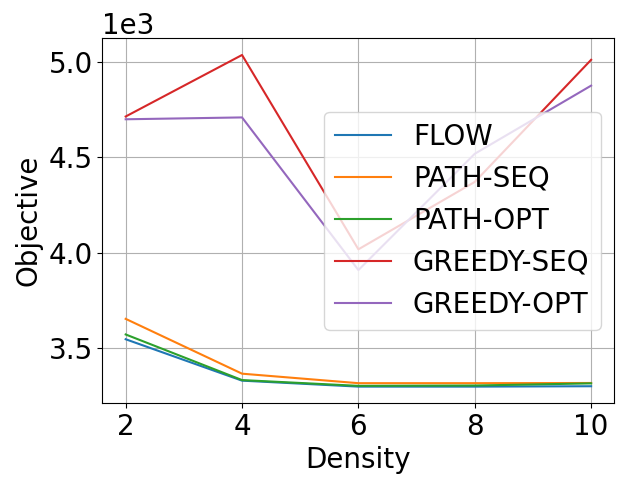 1e3
5.0
4.5
4.0
3.5
Objective
2 4 6 8 10
Density
FLOW
PATH-SEQ
PATH-OPT
GREEDY-SEQ
GREEDY-OPT